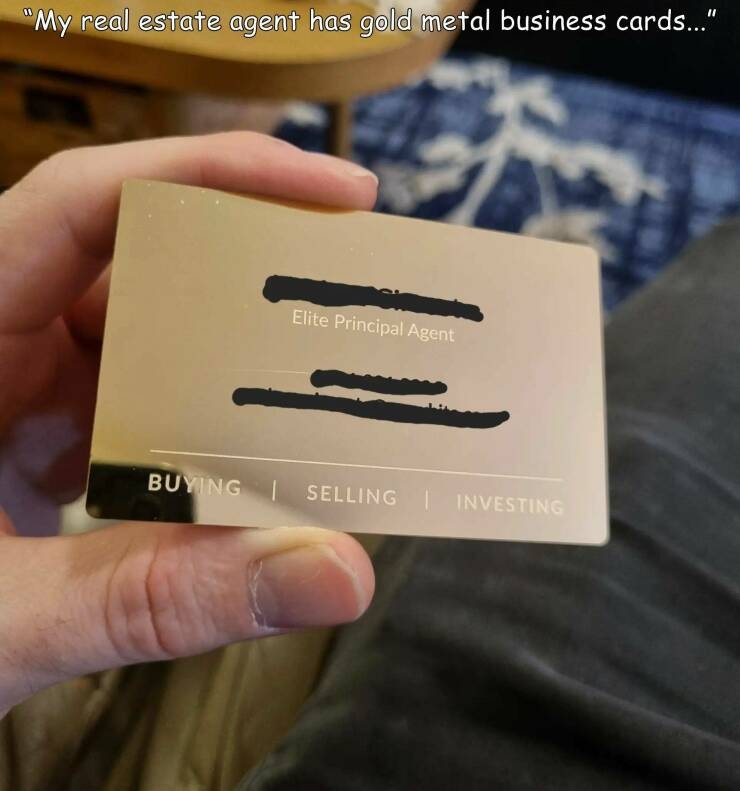 “My real estate agent has gold metal business cards...”
Elite Principal Agent
BUYING | SELLING | INVESTING